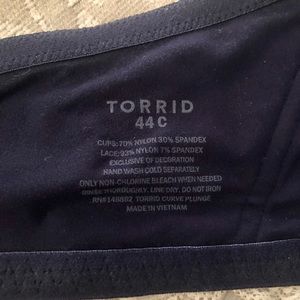 TORRID
44 C
CUPS: 70% NYLON 30% SPANDEX
LACE: 93% NYLON 7% SPANDEX
EXCLUSIVE OF DECORATION
HAND WASH COLD SEPARATELY
ONLY NON-CHLORINE BLEACH WHEN NEEDED
RINSE THOROUGHLY. LINE DRY. DO NOT IRON
RN#148882 TORRID CURVE PLUNGE
MADE IN VIETNAM